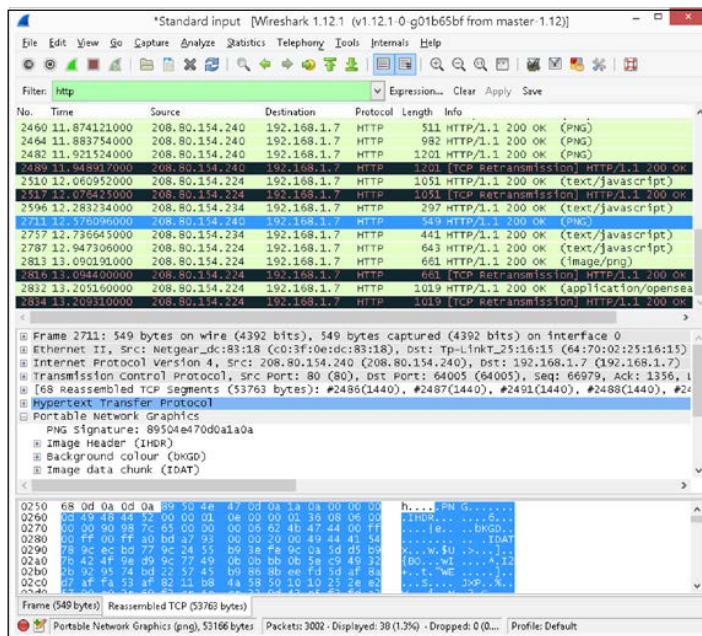 *Standard input [Wireshark 1.12.1 (v1.12.1-0-g01b65bf from master-1.12)]
File Edit View Go Capture Analyze Statistics Telephony Tools Internals Help
Filter: http Expression... Clear Apply Save
No. Time Source Destination Protocol Length Info
2460 11.874121000 208.80.154.240 192.168.1.7 HTTP 511 HTTP/1.1 200 OK (PNG)
2464 11.883754000 208.80.154.240 192.168.1.7 HTTP 982 HTTP/1.1 200 OK (PNG)
2482 11.921524000 208.80.154.240 192.168.1.7 HTTP 1201 HTTP/1.1 200 OK (PNG)
2489 11.948917000 208.80.154.240 192.168.1.7 HTTP 1201 [TCP Retransmission] HTTP/1.1 200 OK
2510 12.060952000 208.80.154.224 192.168.1.7 HTTP 1051 HTTP/1.1 200 OK (text/javascript)
2517 12.076425000 208.80.154.224 192.168.1.7 HTTP 1051 [TCP Retransmission] HTTP/1.1 200 OK
2596 12.283234000 208.80.154.224 192.168.1.7 HTTP 297 HTTP/1.1 200 OK (text/javascript)
2711 12.576096000 208.80.154.240 192.168.1.7 HTTP 549 HTTP/1.1 200 OK (PNG)
2757 12.736645000 208.80.154.224 192.168.1.7 HTTP 441 HTTP/1.1 200 OK (text/javascript)
2787 12.947306000 208.80.154.224 192.168.1.7 HTTP 643 HTTP/1.1 200 OK (text/javascript)
2813 13.090191000 208.80.154.224 192.168.1.7 HTTP 661 HTTP/1.1 200 OK (image/png)
2816 13.094400000 208.80.154.224 192.168.1.7 HTTP 661 [TCP Retransmission] HTTP/1.1 200 OK
2832 13.205160000 208.80.154.224 192.168.1.7 HTTP 1019 HTTP/1.1 200 OK (application/opensea
2834 13.209310000 208.80.154.224 192.168.1.7 HTTP 1019 [TCP Retransmission] HTTP/1.1 200 OK
Frame 2711: 549 bytes on wire (4392 bits), 549 bytes captured (4392 bits) on interface 0
Ethernet II, Src: Netgear_dc:83:18 (c0:3f:0e:dc:83:18), Dst: Tp-LinkT_25:16:15 (64:70:02:25:16:15)
Internet Protocol Version 4, Src: 208.80.154.240 (208.80.154.240), Dst: 192.168.1.7 (192.168.1.7)
Transmission Control Protocol, Src Port: 80 (80), Dst Port: 64005 (64005), Seq: 66979, Ack: 1356, L
[68 Reassembled TCP Segments (53763 bytes): #2486(1440), #2487(1440), #2491(1440), #2488(1440), #24
Hypertext Transfer Protocol
Portable Network Graphics
PNG Signature: 89504e470d0a1a0a
Image Header (IHDR)
Background colour (bKGD)
Image data chunk (IDAT)
0250 68 0d 0a 0d 0a 89 50 4e 47 0d 0a 1a 0a 00 00 00 h.....PNG.......
0260 0d 49 48 44 52 00 00 01 0e 00 00 01 36 08 06 00 .IHDR.......6...
0270 00 00 90 98 7c 65 00 00 00 06 62 4b 47 44 00 ff ....|e....bKGD..
0280 00 ff 00 ff a0 bd a7 93 00 00 20 00 49 44 41 54 .......... .IDAT
0290 78 9c ec bd 77 9c 24 55 b9 3e fe 9c 0a 5d d5 b9
02a0 7b 42 4f 9e d9 9c 77 49 0b 0b bb 0b 5e c9 49 32
02b0 2b 92 95 74 bd 22 57 45 b9 86 8b ee fd 5d af 8a
02c0 d7 af fa 53 af 82 11 b8 4a 58 50 10 10 25 2e e2
Frame (549 bytes) Reassembled TCP (53763 bytes)
Portable Network Graphics (png), 53166 bytes Packets: 3002 · Displayed: 38 (1.3%) · Dropped: 0 (0.... Profile: Default